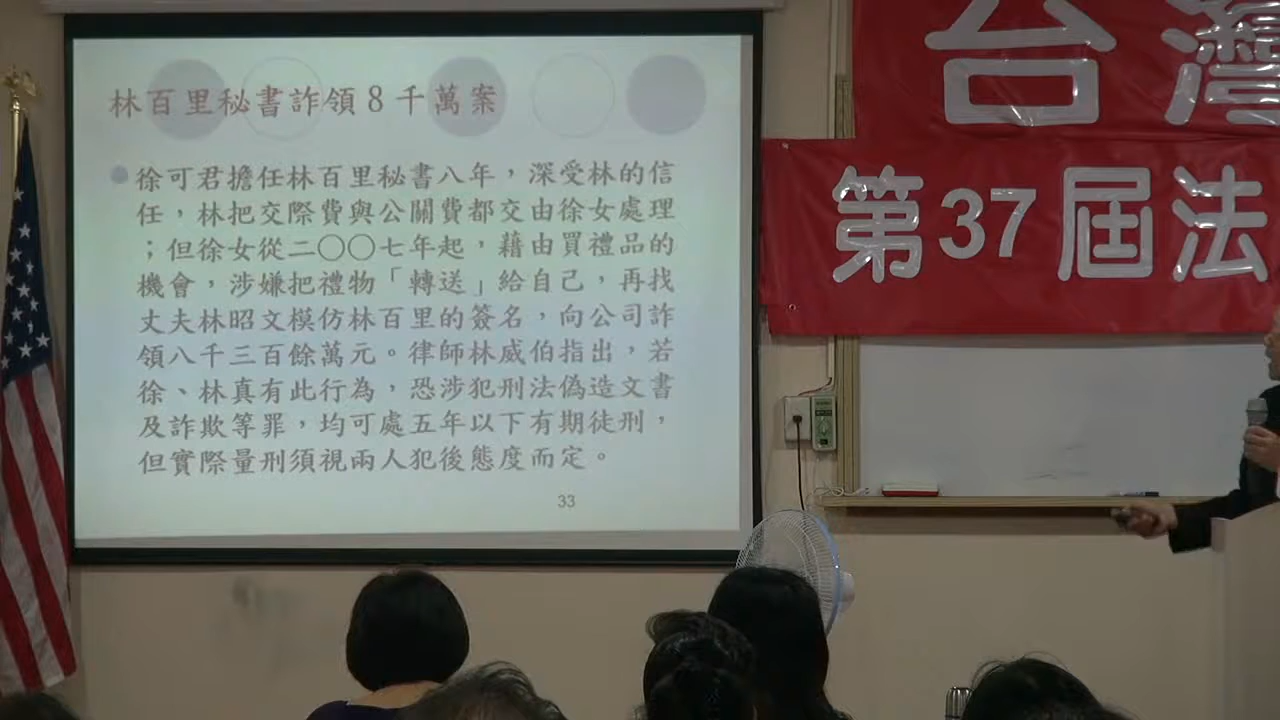 林百里秘書詐領8千萬案
徐可君擔任林百里秘書八年，深受林的信
任，林把交際費與公關費都交由徐女處理
；但徐女從二〇〇七年起，藉由買禮品的
機會，涉嫌把禮物「轉送」給自己，再找
丈夫林昭文模仿林百里的簽名，向公司詐
領八千三百餘萬元。律師林威伯指出，若
徐、林真有此行為，恐涉犯刑法偽造文書
及詐欺等罪，均可處五年以下有期徒刑，
但實際量刑須視兩人犯後態度而定。
33
台灣
第37屆法